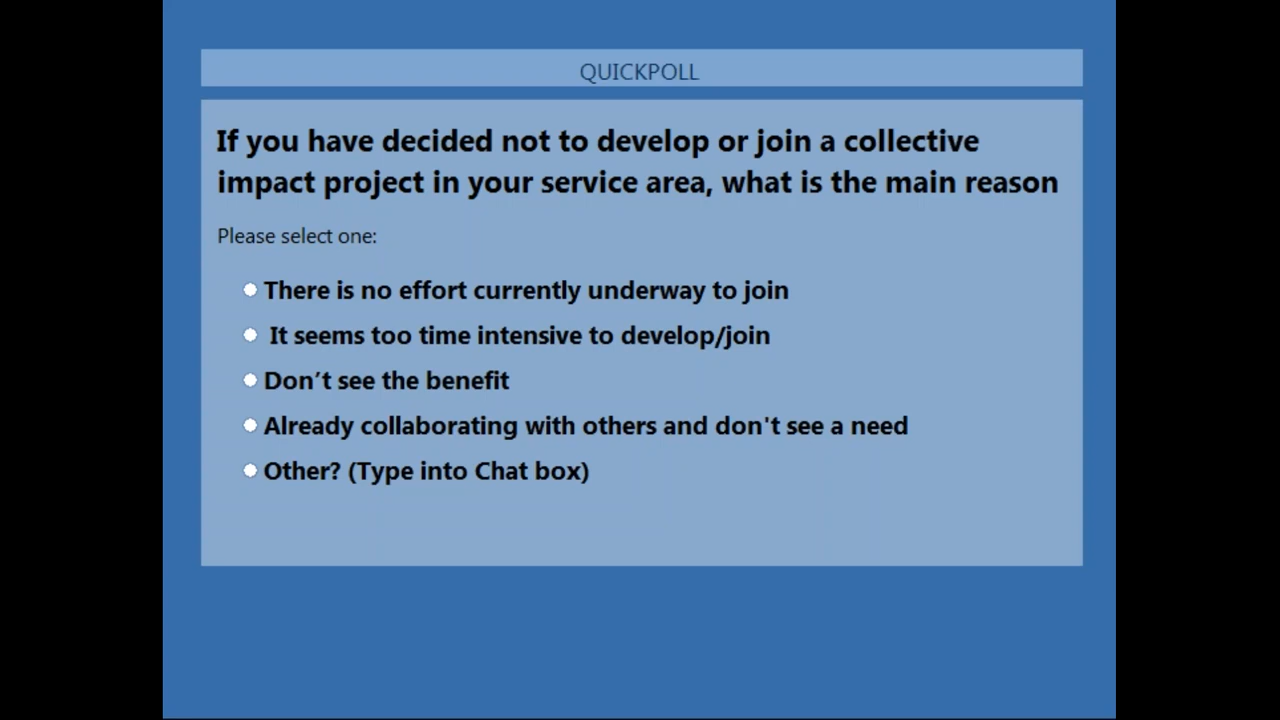 QUICKPOLL
If you have decided not to develop or join a collective
impact project in your service area, what is the main reason
Please select one:
There is no effort currently underway to join
It seems too time intensive to develop/join
Don’t see the benefit
Already collaborating with others and don't see a need
Other? (Type into Chat box)